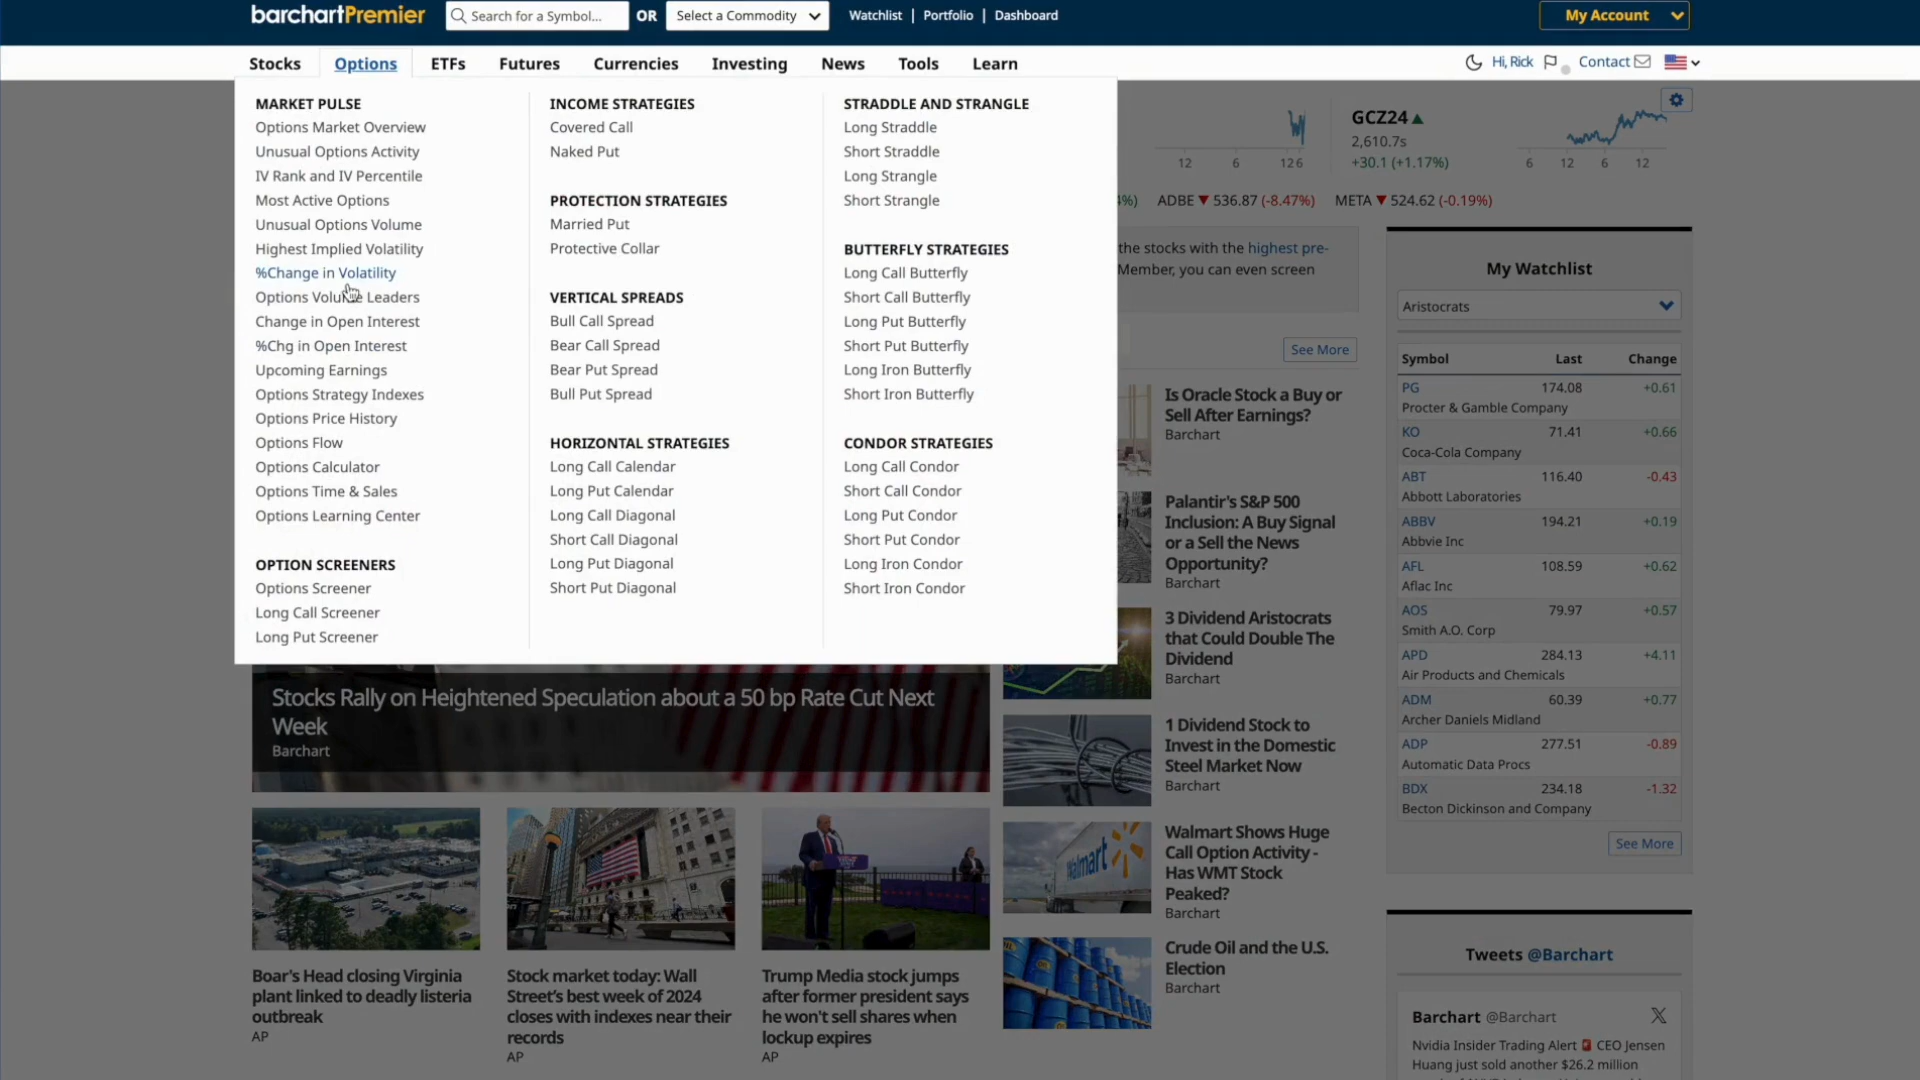 barchartPremier
Search for a Symbol...
OR
Select a Commodity
Watchlist | Portfolio | Dashboard
My Account
Stocks
Options
ETFs
Futures
Currencies
Investing
News
Tools
Learn
Hi, Rick
Contact
MARKET PULSE
Options Market Overview
Unusual Options Activity
IV Rank and IV Percentile
Most Active Options
Unusual Options Volume
Highest Implied Volatility
%Change in Volatility
Options Volume Leaders
Change in Open Interest
%Chg in Open Interest
Upcoming Earnings
Options Strategy Indexes
Options Price History
Options Flow
Options Calculator
Options Time & Sales
Options Learning Center
OPTION SCREENERS
Options Screener
Long Call Screener
Long Put Screener
INCOME STRATEGIES
Covered Call
Naked Put
PROTECTION STRATEGIES
Married Put
Protective Collar
VERTICAL SPREADS
Bull Call Spread
Bear Call Spread
Bear Put Spread
Bull Put Spread
HORIZONTAL STRATEGIES
Long Call Calendar
Long Put Calendar
Long Call Diagonal
Short Call Diagonal
Long Put Diagonal
Short Put Diagonal
STRADDLE AND STRANGLE
Long Straddle
Short Straddle
Long Strangle
Short Strangle
BUTTERFLY STRATEGIES
Long Call Butterfly
Short Call Butterfly
Long Put Butterfly
Short Put Butterfly
Long Iron Butterfly
Short Iron Butterfly
CONDOR STRATEGIES
Long Call Condor
Short Call Condor
Long Put Condor
Short Put Condor
Long Iron Condor
Short Iron Condor
12 6 12 6
GCZ24
2,610.7s
+30.1 (+1.17%)
6 12 6 12
4%) ADBE 536.87 (-8.47%) META 524.62 (-0.19%)
the stocks with the highest pre-
Member, you can even screen
See More
Is Oracle Stock a Buy or
Sell After Earnings?
Barchart
Palantir's S&P 500
Inclusion: A Buy Signal
or a Sell the News
Opportunity?
Barchart
3 Dividend Aristocrats
that Could Double The
Dividend
Barchart
1 Dividend Stock to
Invest in the Domestic
Steel Market Now
Barchart
Walmart Shows Huge
Call Option Activity -
Has WMT Stock
Peaked?
Barchart
Crude Oil and the U.S.
Election
Barchart
Walmart
Stocks Rally on Heightened Speculation about a 50 bp Rate Cut Next
Week
Barchart
Boar's Head closing Virginia
plant linked to deadly listeria
outbreak
AP
Stock market today: Wall
Street's best week of 2024
closes with indexes near their
records
AP
Trump Media stock jumps
after former president says
he won't sell shares when
lockup expires
AP
My Watchlist
Aristocrats
Symbol Last Change
PG 174.08 +0.61
Procter & Gamble Company
KO 71.41 +0.66
Coca-Cola Company
ABT 116.40 -0.43
Abbott Laboratories
ABBV 194.21 +0.19
Abbvie Inc
AFL 108.59 +0.62
Aflac Inc
AOS 79.97 +0.57
Smith A.O. Corp
APD 284.13 +4.11
Air Products and Chemicals
ADM 60.39 +0.77
Archer Daniels Midland
ADP 277.51 -0.89
Automatic Data Procs
BDX 234.18 -1.32
Becton Dickinson and Company
See More
Tweets @Barchart
Barchart @Barchart
Nvidia Insider Trading Alert 🚨 CEO Jensen
Huang just sold another $26.2 million